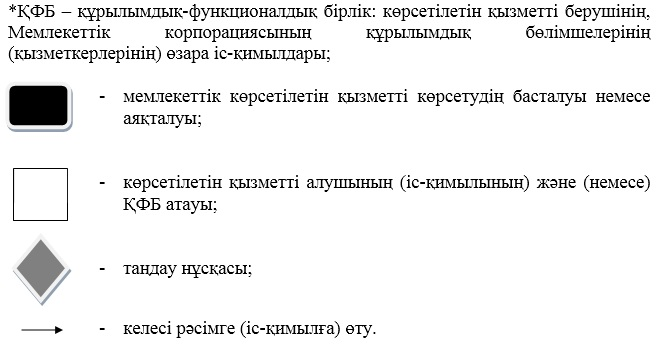 *ҚФБ – құрылымдық-функционалдық бірлік: көрсетілетін қызметті берушінің,
Мемлекеттік корпорациясының құрылымдық бөлімшелерінің
(қызметкерлерінің) өзара іс-қимылдары;
- мемлекеттік көрсетілетін қызметті көрсетудің басталуы немесе
аяқталуы;
- көрсетілетін қызметті алушының (іс-қимылының) және (немесе)
ҚФБ атауы;
- таңдау нұсқасы;
- келесі рәсімге (іс-қимылға) өту.